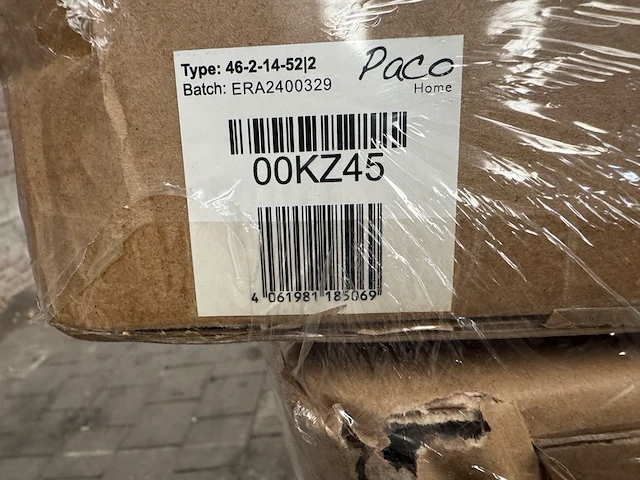 Type: 46-2-14-52|2
Paco
Batch: ERA2400329
Home
00KZ45
4 061981 185069